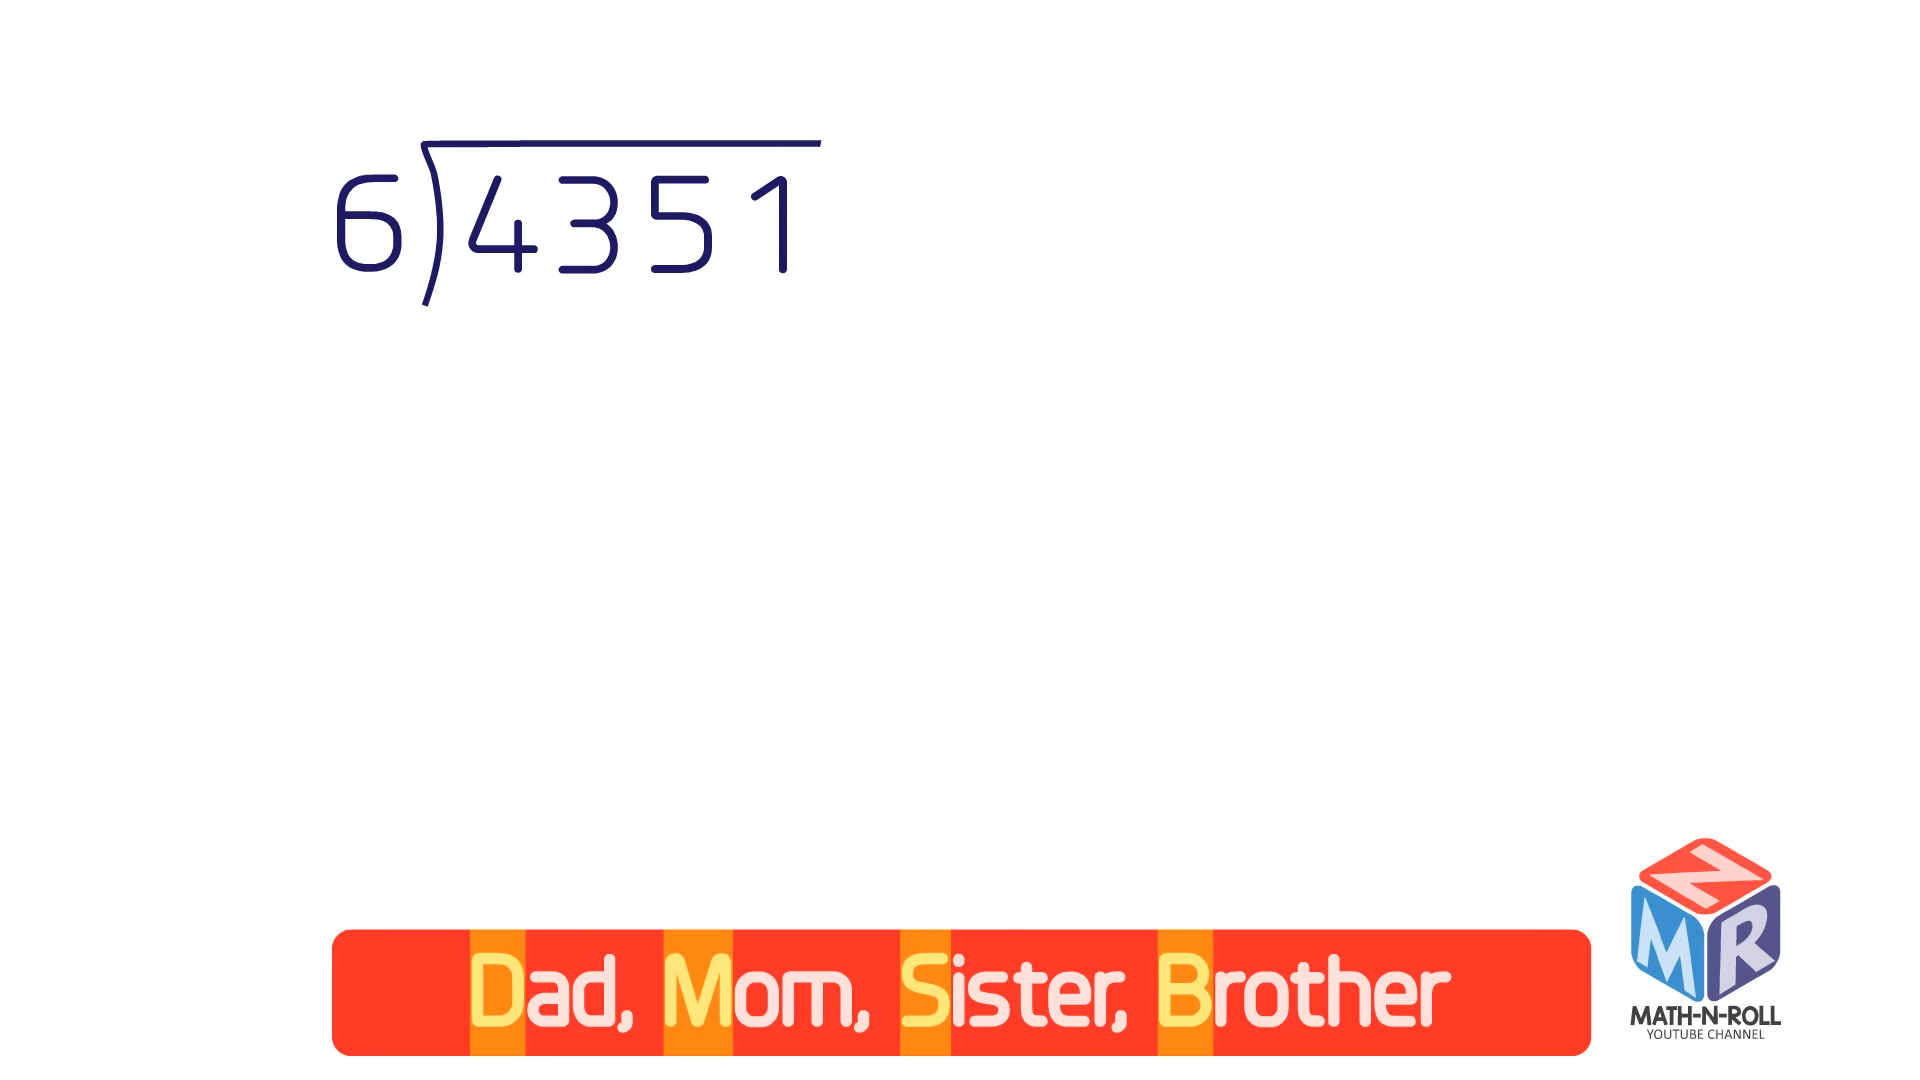 6 4351
Dad, Mom, Sister, Brother
N
M R
MATH-N-ROLL
YOUTUBE CHANNEL